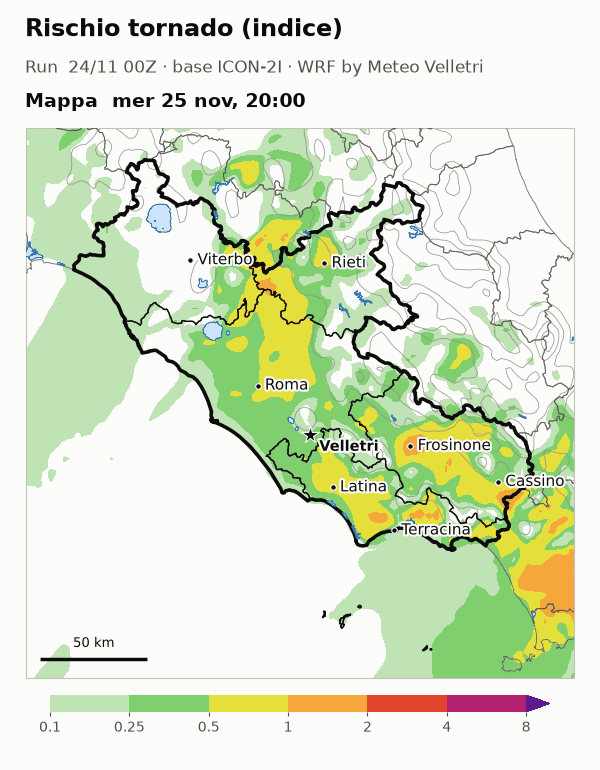 Rischio tornado (indice)
Run 24/11 00Z · base ICON-2I · WRF by Meteo Velletri
Mappa mer 25 nov, 20:00
Viterbo
Rieti
Roma
Velletri
Frosinone
Cassino
Latina
Terracina
50 km
0.1 0.25 0.5 1 2 4 8